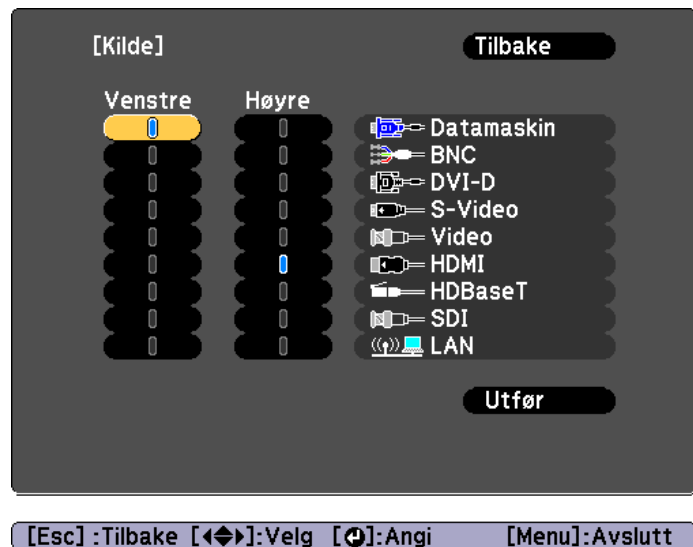 [Kilde] Tilbake
Venstre Høyre
Datamaskin
BNC
DVI-D
S-Video
Video
HDMI
HDBaseT
SDI
LAN
Utfør
[Esc] :Tilbake []:Velg []:Angi [Menu]:Avslutt